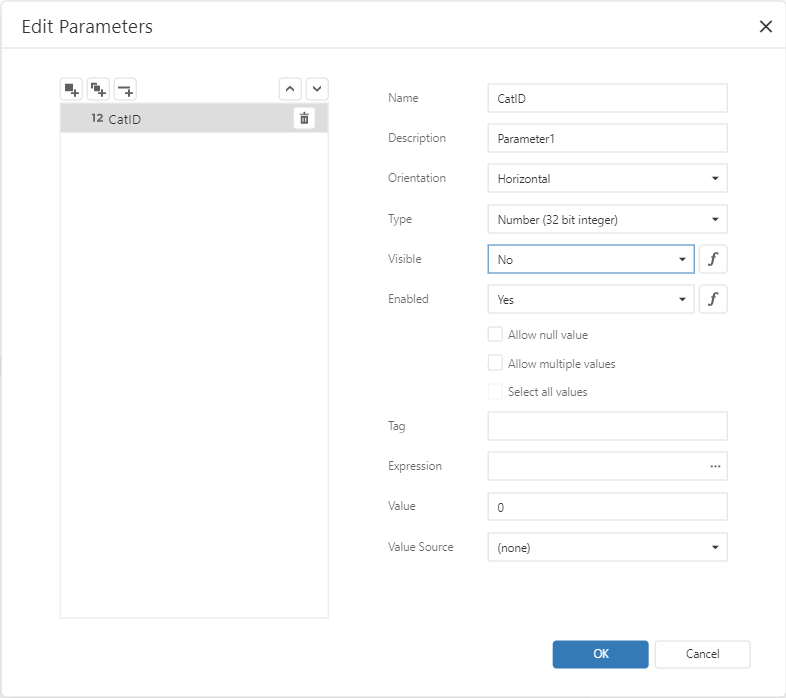 Edit Parameters
12 CatID
Name CatID
Description Parameter1
Orientation Horizontal
Type Number (32 bit integer)
Visible No f
Enabled Yes f
Allow null value
Allow multiple values
Select all values
Tag
Expression ...
Value 0
Value Source (none)
OK Cancel